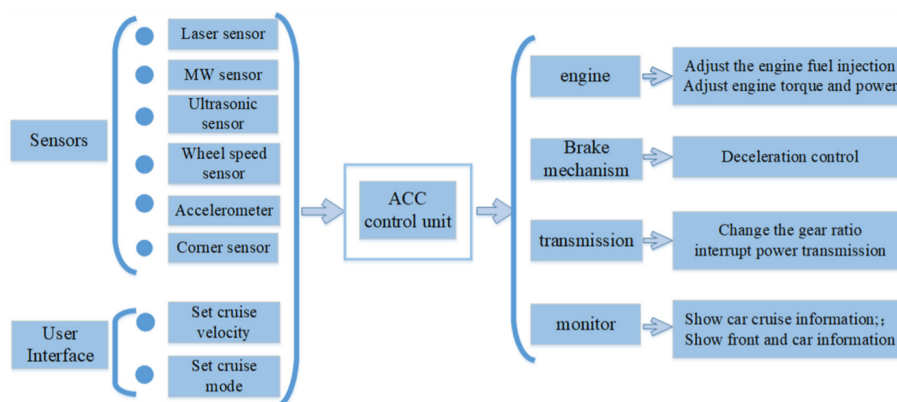 Sensors
Laser sensor
MW sensor
Ultrasonic
sensor
Wheel speed
sensor
Accelerometer
Corner sensor
User
Interface
Set cruise
velocity
Set cruise
mode
ACC
control unit
engine
Adjust the engine fuel injection
Adjust engine torque and power
Brake
mechanism
Deceleration control
transmission
Change the gear ratio
interrupt power transmission
monitor
Show car cruise information;;
Show front and car information